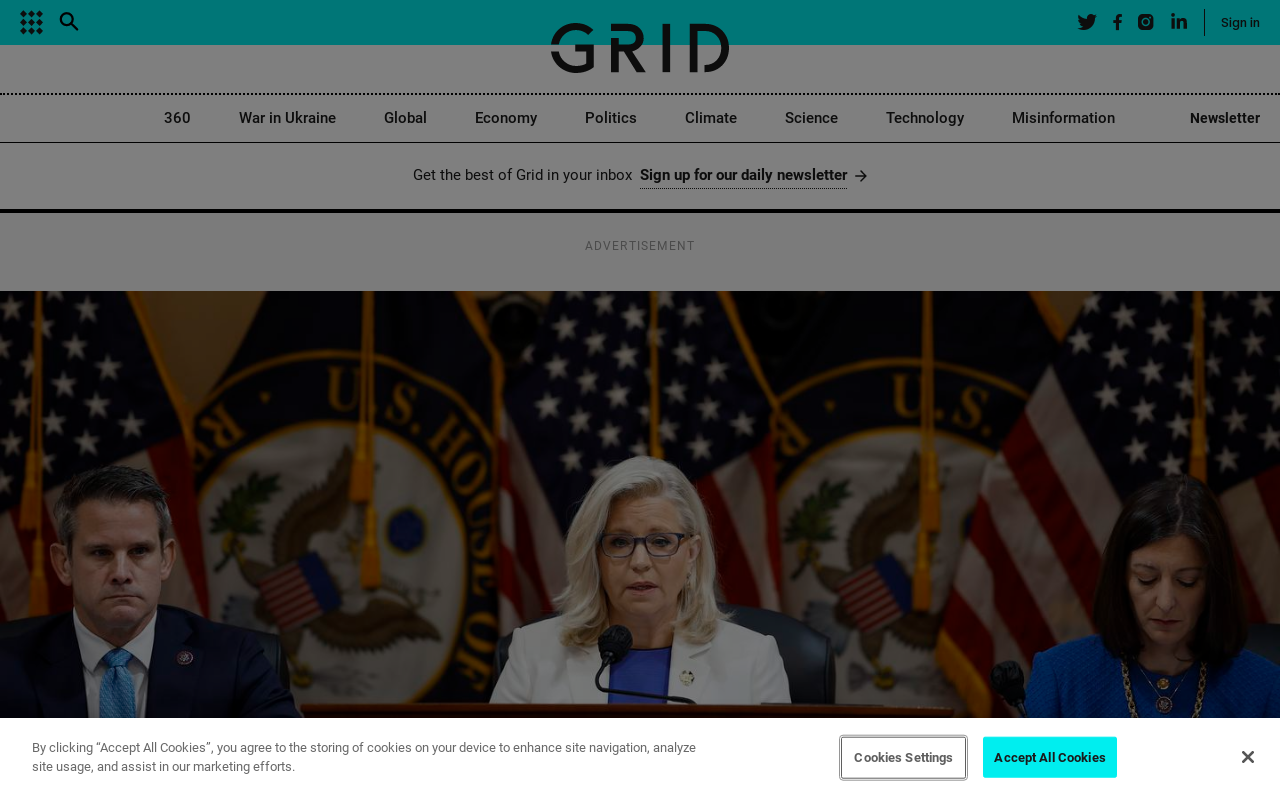 Sign in
GRID
360
War in Ukraine
Global
Economy
Politics
Climate
Science
Technology
Misinformation
Newsletter
Get the best of Grid in your inbox Sign up for our daily newsletter
ADVERTISEMENT
U.S. HOUSE OF R
U.S.
By clicking “Accept All Cookies”, you agree to the storing of cookies on your device to enhance site navigation, analyze
site usage, and assist in our marketing efforts.
Cookies Settings
Accept All Cookies